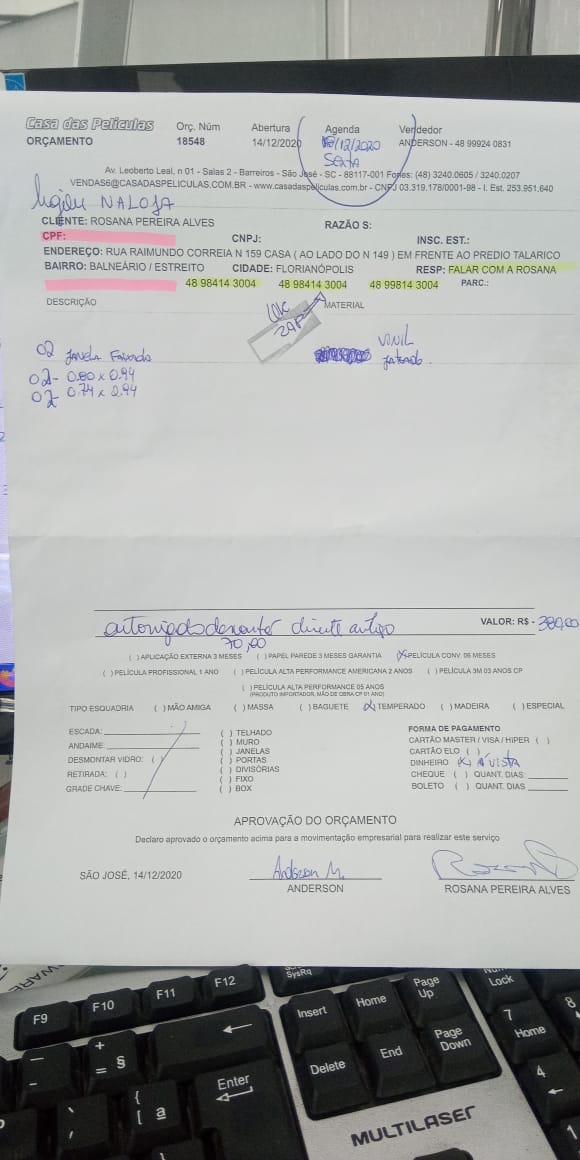 Casa das Películas
Orç. Núm
Abertura
Agenda
Vendedor
ORÇAMENTO
18548
14/12/2020
18/12/2020
ANDERSON - 48 99924 0831
SEXTA
Av. Leoberto Leal, n 01 - Salas 2 - Barreiros - São José - SC - 88117-001 Fones: (48) 3240.0605 / 3240.0207
VENDAS6@CASADASPELICULAS.COM.BR - www.casadaspeliculas.com.br - CNPJ 03.319.178/0001-98 - I. Est. 253.951.640
NA LOJA
CLIENTE: ROSANA PEREIRA ALVES
RAZÃO S:
CPF:
CNPJ:
INSC. EST.:
ENDEREÇO: RUA RAIMUNDO CORREIA N 159 CASA ( AO LADO DO N 149 ) EM FRENTE AO PREDIO TALARICO
BAIRRO: BALNEÁRIO / ESTREITO
CIDADE: FLORIANÓPOLIS
RESP: FALAR COM A ROSANA
48 98414 3004
48 98414 3004
48 99814 3004
PARC.:
DESCRIÇÃO
ZAP
MATERIAL
02 janela
VINIL
jateado.
02- 0.80 x 0.94
02 0.74 x 0.94
VALOR: R$ - 380,00
70,00
( ) APLICAÇÃO EXTERNA 3 MESES ( ) PAPEL PAREDE 3 MESES GARANTIA (X) PELÍCULA CONV. 06 MESES
( ) PELÍCULA PROFISSIONAL 1 ANO ( ) PELÍCULA ALTA PERFORMANCE AMERICANA 2 ANOS ( ) PELÍCULA 3M 03 ANOS CP
( ) PELÍCULA ALTA PERFORMANCE 05 ANOS
(PRODUTO IMPORTADOR, MÃO DE OBRA CP 01 ANO)
TIPO ESQUADRIA ( ) MÃO AMIGA ( ) MASSA ( ) BAGUETE (X) TEMPERADO ( ) MADEIRA ( ) ESPECIAL
ESCADA:
ANDAIME:
DESMONTAR VIDRO: ( )
RETIRADA: ( )
GRADE CHAVE:
( ) TELHADO
( ) MURO
( ) JANELAS
( ) PORTAS
( ) DIVISÓRIAS
( ) FIXO
( ) BOX
FORMA DE PAGAMENTO
CARTÃO MASTER / VISA / HIPER ( )
CARTÃO ELO ( )
DINHEIRO (X) A VISTA
CHEQUE ( ) QUANT. DIAS:
BOLETO ( ) QUANT. DIAS
APROVAÇÃO DO ORÇAMENTO
Declaro aprovado o orçamento acima para a movimentação empresarial para realizar este serviço
SÃO JOSÉ, 14/12/2020
Anderson M.
ANDERSON
ROSANA PEREIRA ALVES
F9
F10
F11
F12
SysRq
Insert
Home
Page Up
Lock
Delete
End
Page Down
7 Home
8
4
1
Enter
+ = §
{ [ ª
MULTILASER